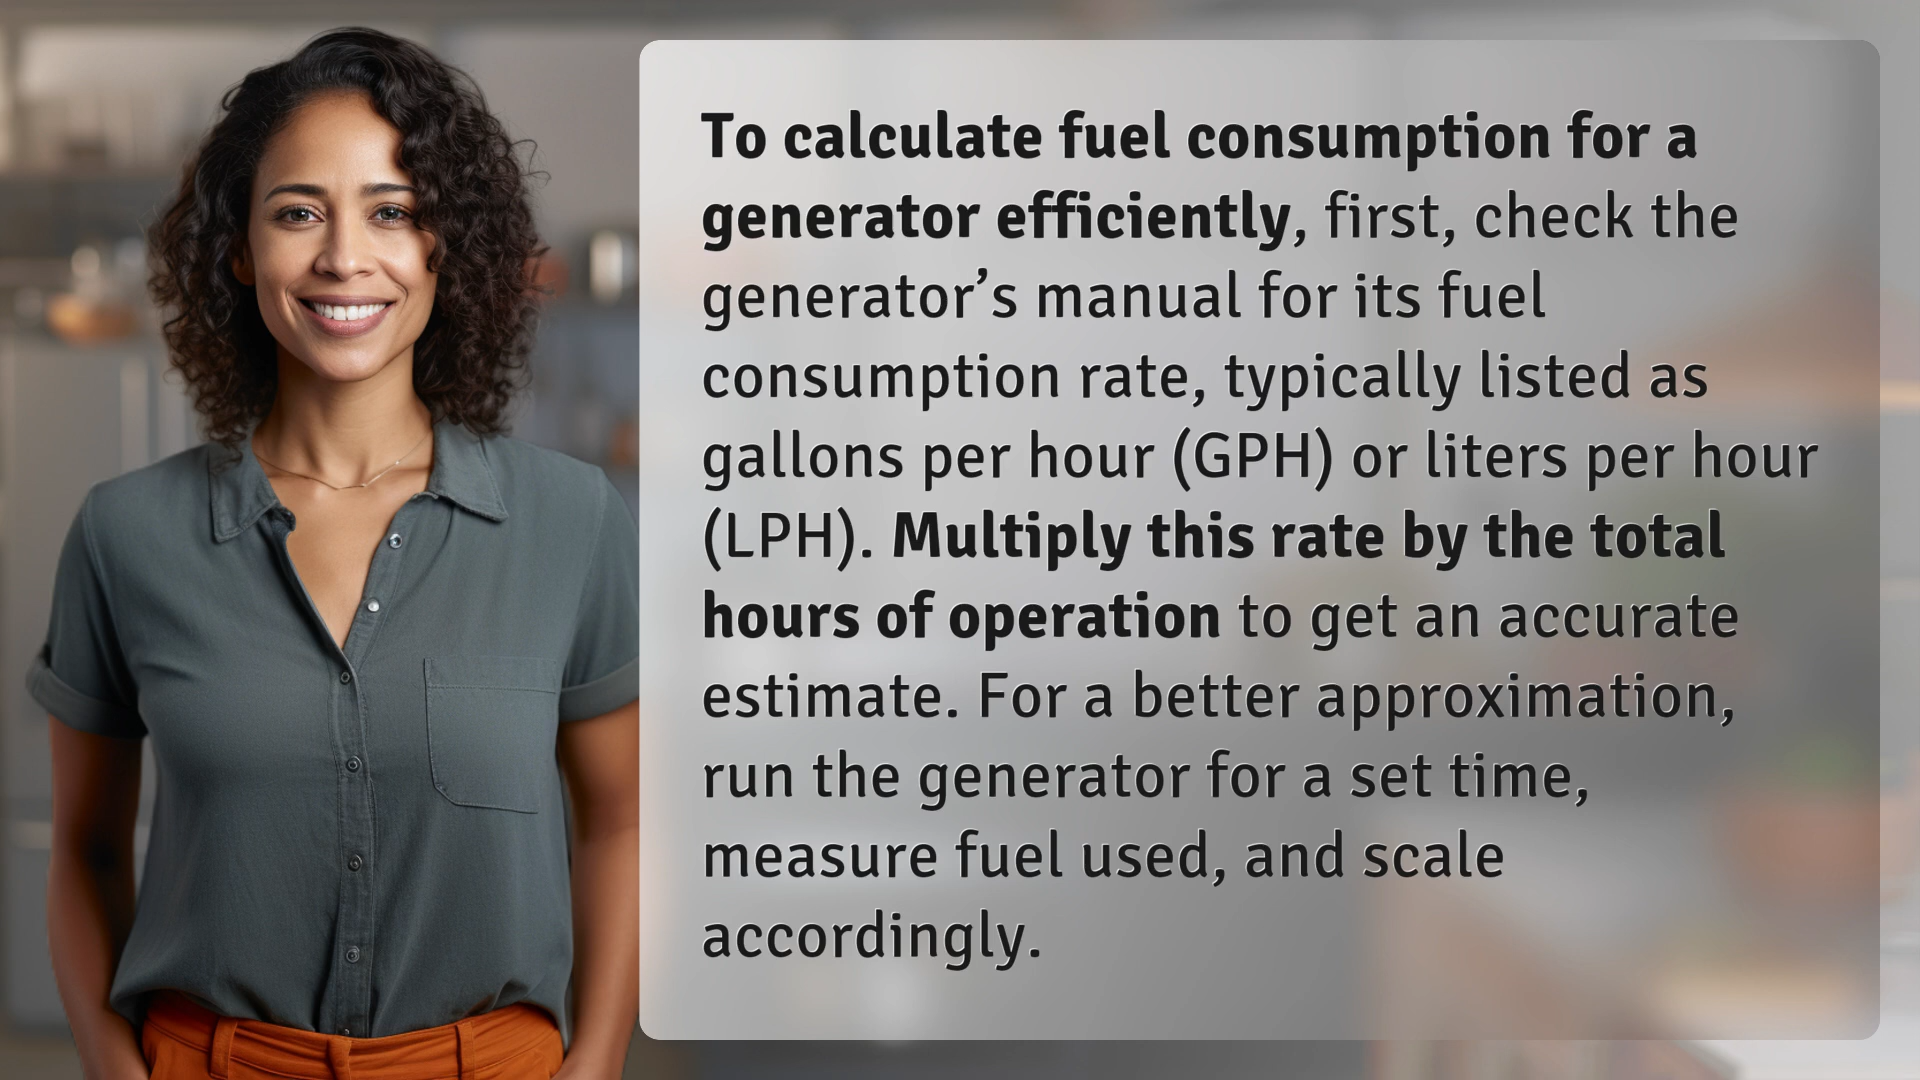 To calculate fuel consumption for a
generator efficiently, first, check the
generator’s manual for its fuel
consumption rate, typically listed as
gallons per hour (GPH) or liters per hour
(LPH). Multiply this rate by the total
hours of operation to get an accurate
estimate. For a better approximation,
run the generator for a set time,
measure fuel used, and scale
accordingly.